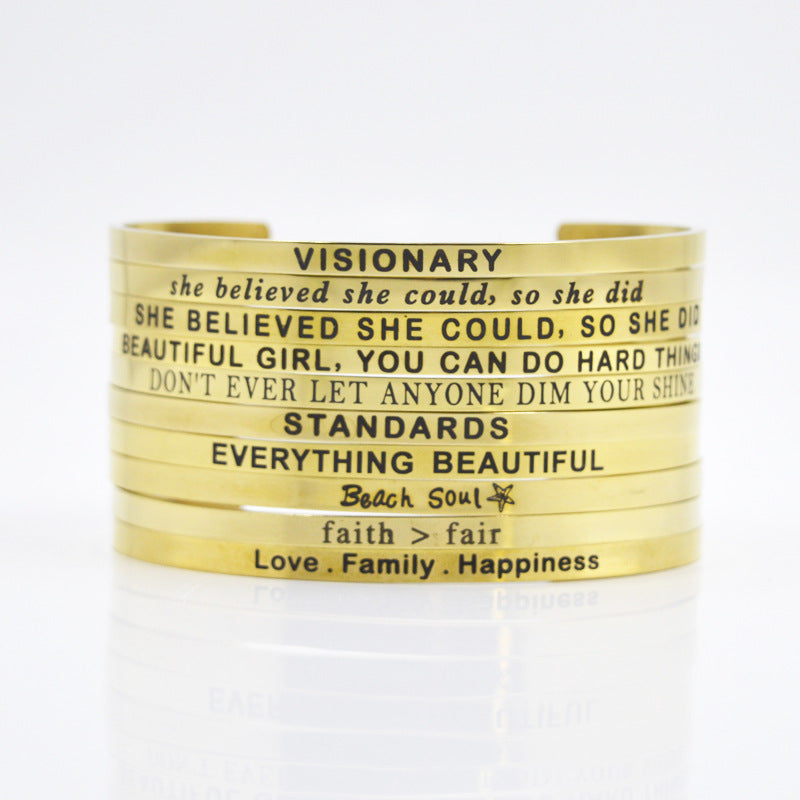 VISIONARY
she believed she could, so she did
SHE BELIEVED SHE COULD, SO SHE DID
BEAUTIFUL GIRL, YOU CAN DO HARD THINGS
DON'T EVER LET ANYONE DIM YOUR SHINE
STANDARDS
EVERYTHING BEAUTIFUL
Beach Soul
faith > fair
Love . Family . Happiness